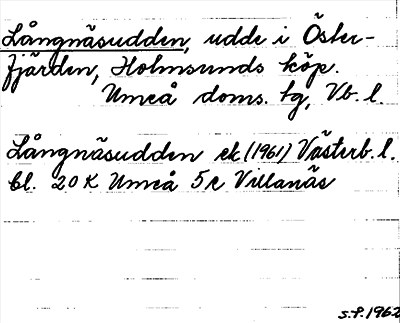 Långnäsudden, udde i Öster-
fjärden, Holmsunds köp.
Umeå doms. tg, Vb. l.
Långnäsudden ek (1961) Västerb. l.
bl. 20 K Umeå 5 c Villanäs
s.f. 1962